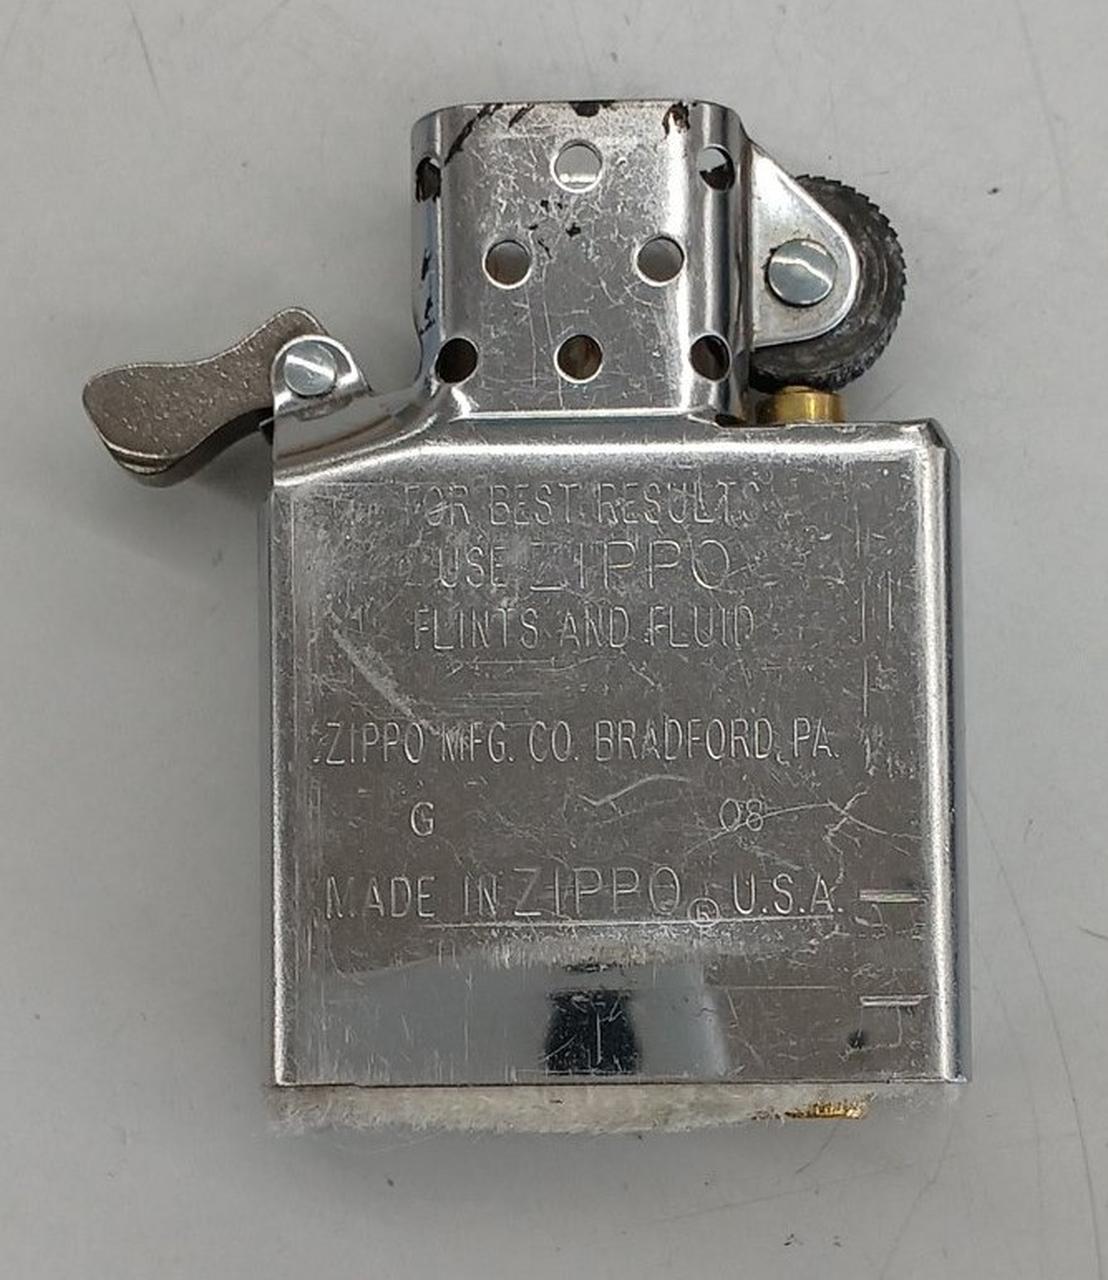 FOR BEST RESULTS
USE ZIPPO
FLINTS AND FLUID
ZIPPO MFG. CO. BRADFORD, PA.
G 08
MADE IN ZIPPO ® U.S.A.